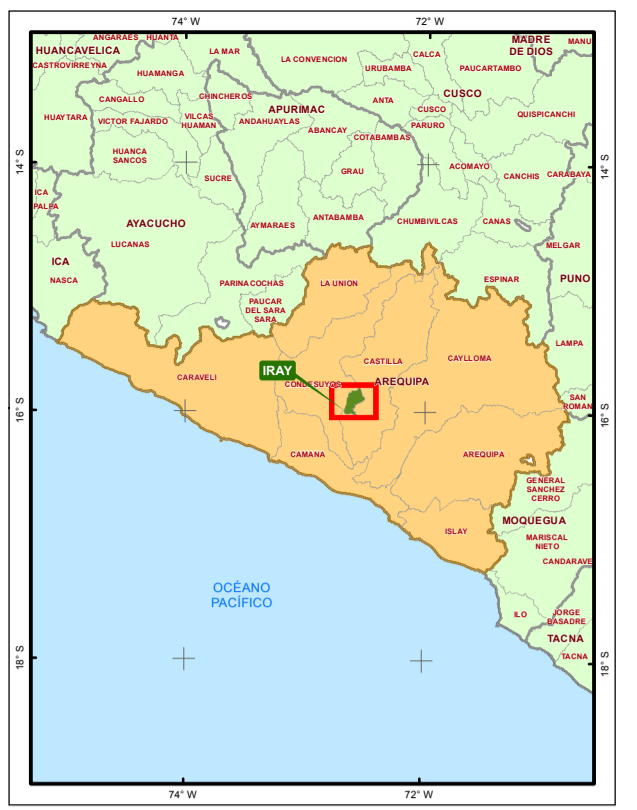 74° W
72° W
ANGARAES
HUANTA
HUANCAVELICA
LA MAR
LA CONVENCION
CALCA
MADRE
DE DIOS
MANU
CASTROVIRREYNA
HUAMANGA
URUBAMBA
PAUCARTAMBO
CANGALLO
CHINCHEROS
ANTA
CUSCO
HUAYTARA
VICTOR FAJARDO
VILCAS
HUAMAN
APURIMAC
ANDAHUAYLAS
ABANCAY
CUSCO
PARURO
QUISPICANCHI
COTABAMBAS
HUANCA
SANCOS
14° S
SUCRE
GRAU
ACOMAYO
CANCHIS
CARABAYA
14° S
ICA
PALPA
AYACUCHO
LUCANAS
AYMARAES
ANTABAMBA
CHUMBIVILCAS
CANAS
MELGAR
ICA
NASCA
PARINACOCHAS
LA UNION
ESPINAR
PUNO
PAUCAR
DEL SARA
SARA
LAMPA
CASTILLA
CAYLLOMA
IRAY
CARAVELI
CONDESUYOS
AREQUIPA
SAN
ROMAN
16° S
16° S
CAMANA
AREQUIPA
GENERAL
SANCHEZ
CERRO
MOQUEGUA
ISLAY
MARISCAL
NIETO
CANDARAVE
OCÉANO
PACÍFICO
ILO
JORGE
BASADRE
TACNA
TACNA
18° S
18° S
74° W
72° W